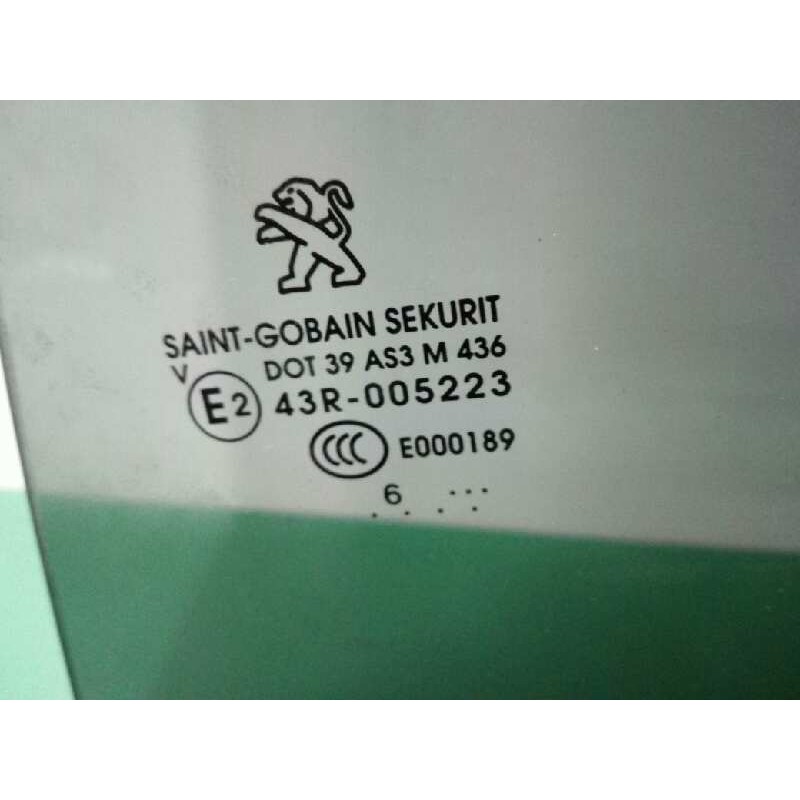 SAINT-GOBAIN SEKURIT
V DOT 39 AS3 M 436
E2 43R-005223
CCC E000189
6